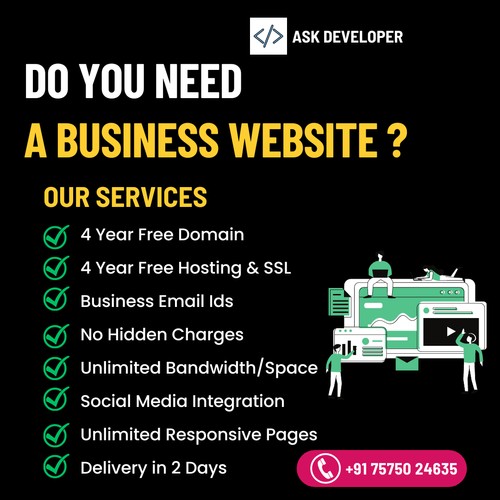 </> ASK DEVELOPER
DO YOU NEED
A BUSINESS WEBSITE ?
OUR SERVICES
4 Year Free Domain
4 Year Free Hosting & SSL
Business Email Ids
No Hidden Charges
Unlimited Bandwidth/Space
Social Media Integration
Unlimited Responsive Pages
Delivery in 2 Days
+91 75750 24635